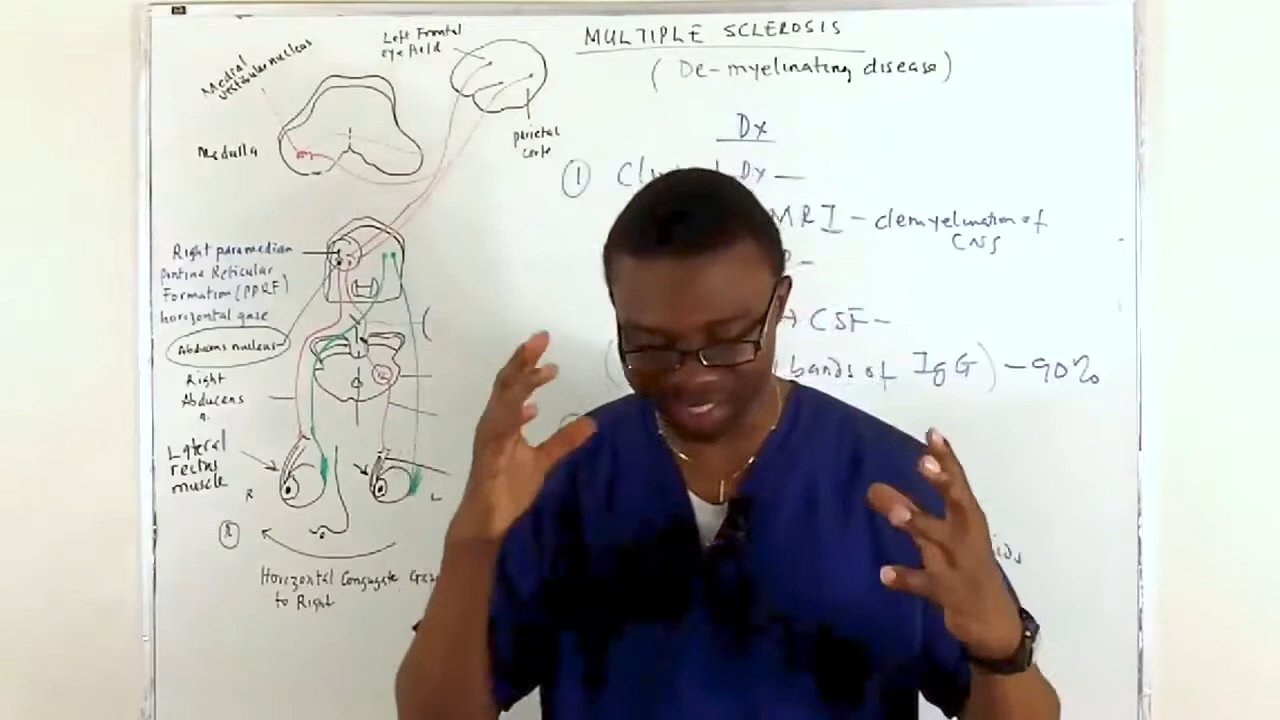 Left Frontal
eye field
Medial
vestibular nucleus
Medulla
parietal
Right paramedian
pontine Reticular
Formation (PPRF)
horizontal gaze
Abducens nucleus
Right
Abducens
n.
Lateral
rectus
muscle
R
L
R
Horizontal Conjugate
to Right
MULTIPLE SCLEROSIS
(De-myelinating disease)
Dx
1 Dx —
MRI - demyelination of
CNS
CSF -
bands of IgG) - 90%